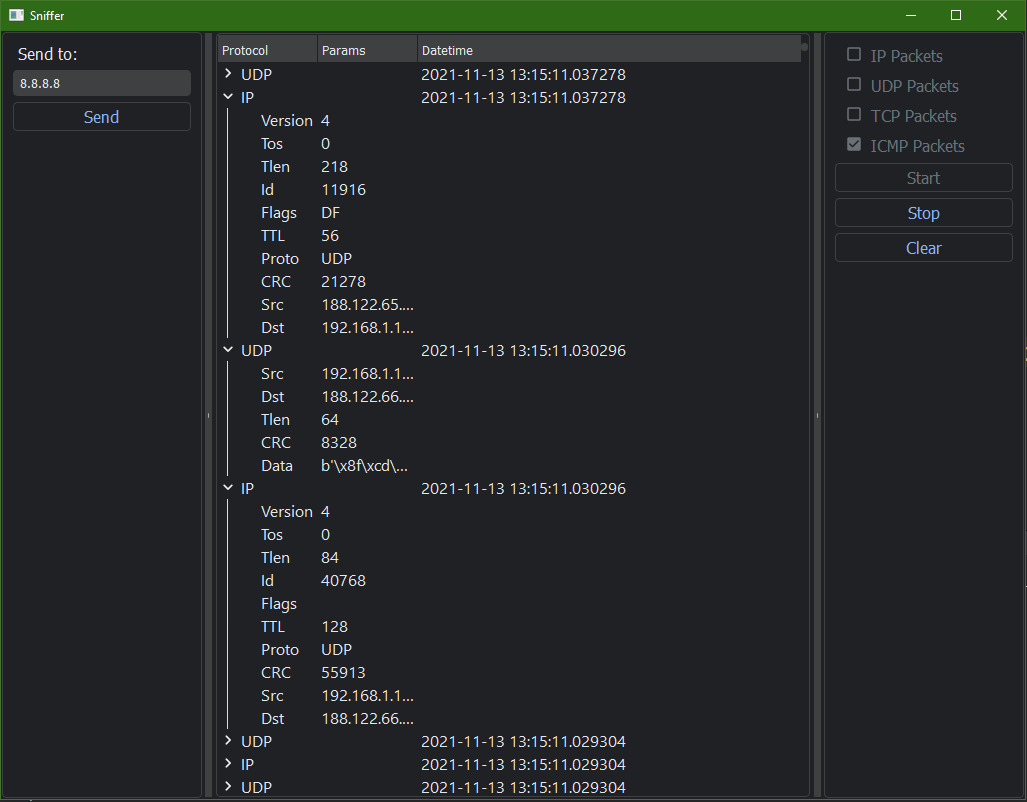 Sniffer
Send to:
8.8.8.8
Send
Protocol Params Datetime
UDP 2021-11-13 13:15:11.037278
IP 2021-11-13 13:15:11.037278
Version 4
Tos 0
Tlen 218
Id 11916
Flags DF
TTL 56
Proto UDP
CRC 21278
Src 188.122.65....
Dst 192.168.1.1...
UDP 2021-11-13 13:15:11.030296
Src 192.168.1.1...
Dst 188.122.66....
Tlen 64
CRC 8328
Data b'\x8f\xcd\...
IP 2021-11-13 13:15:11.030296
Version 4
Tos 0
Tlen 84
Id 40768
Flags
TTL 128
Proto UDP
CRC 55913
Src 192.168.1.1...
Dst 188.122.66....
UDP 2021-11-13 13:15:11.029304
IP 2021-11-13 13:15:11.029304
UDP 2021-11-13 13:15:11.029304
IP Packets
UDP Packets
TCP Packets
ICMP Packets
Start
Stop
Clear